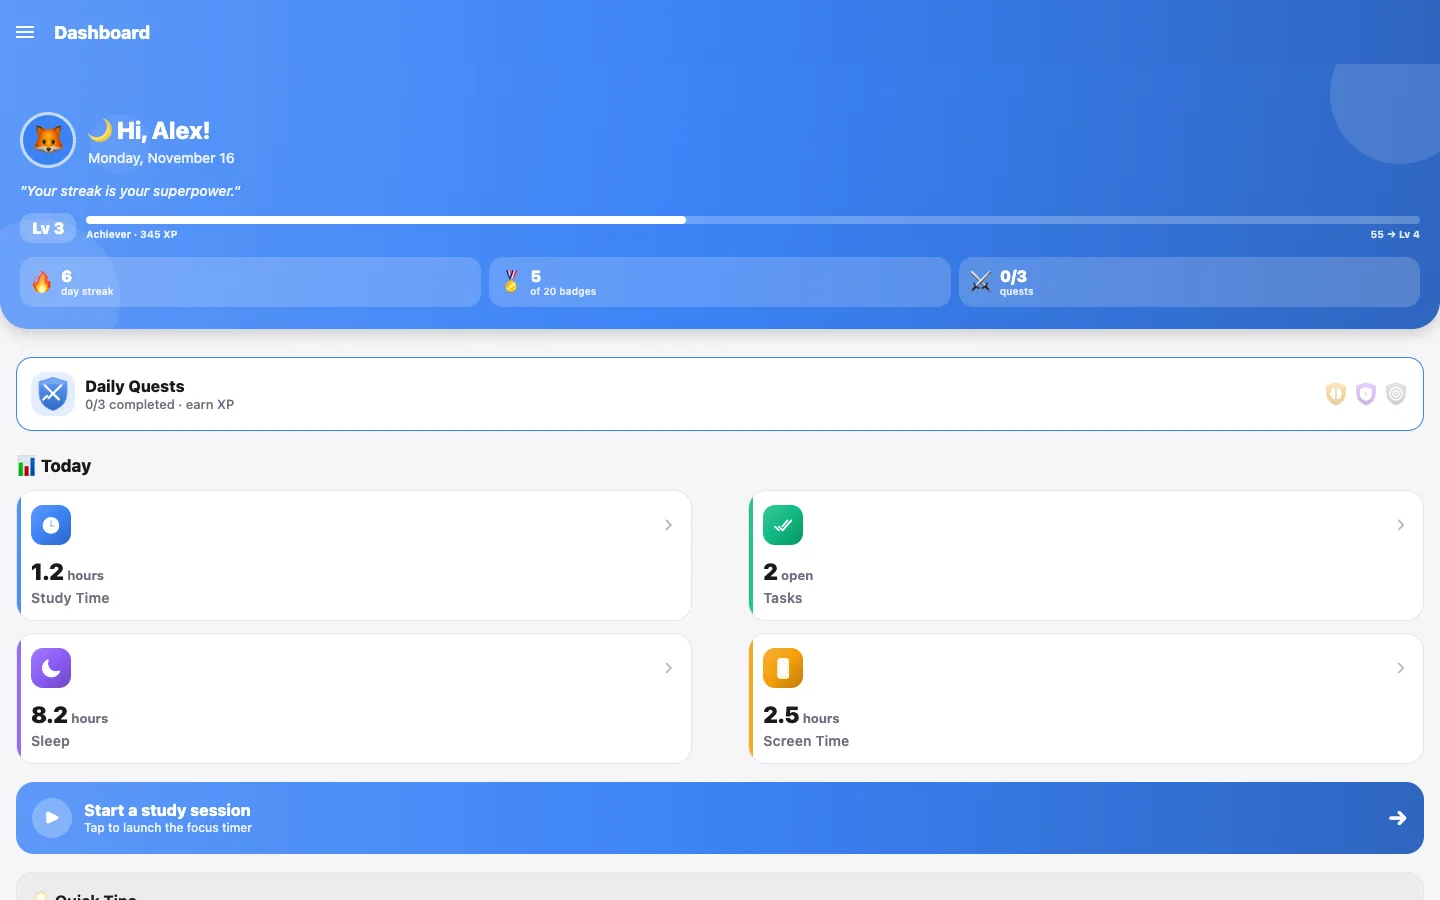 Dashboard
Hi, Alex!
Monday, November 16
"Your streak is your superpower."
Lv 3
Achiever · 345 XP
55 → Lv 4
6
day streak
5
of 20 badges
0/3
quests
Daily Quests
0/3 completed · earn XP
Today
1.2 hours
Study Time
2 open
Tasks
8.2 hours
Sleep
2.5 hours
Screen Time
Start a study session
Tap to launch the focus timer
Quick Tips